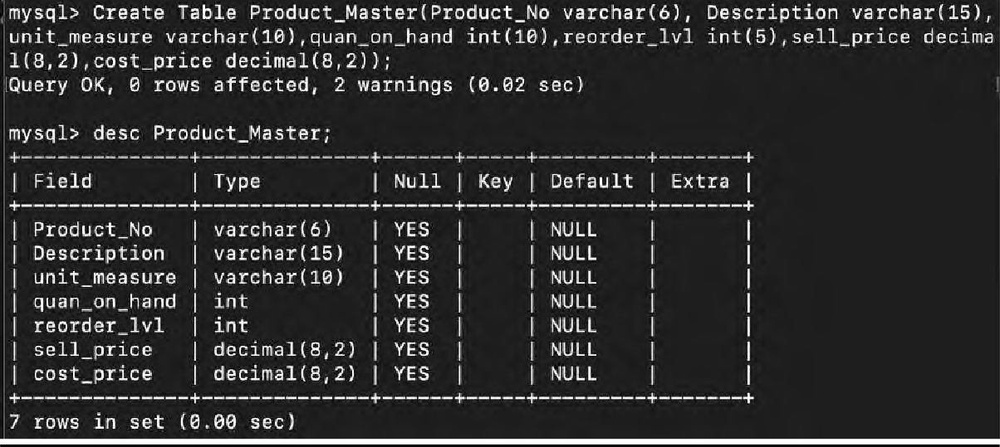 mysql> Create Table Product_Master(Product_No varchar(6), Description varchar(15),
unit_measure varchar(10),quan_on_hand int(10),reorder_lvl int(5),sell_price decima
l(8,2),cost_price decimal(8,2));
Query OK, 0 rows affected, 2 warnings (0.02 sec)
mysql> desc Product_Master;
+---------------+--------------+------+-----+---------+-------+
| Field | Type | Null | Key | Default | Extra |
+---------------+--------------+------+-----+---------+-------+
| Product_No | varchar(6) | YES | | NULL | |
| Description | varchar(15) | YES | | NULL | |
| unit_measure | varchar(10) | YES | | NULL | |
| quan_on_hand | int | YES | | NULL | |
| reorder_lvl | int | YES | | NULL | |
| sell_price | decimal(8,2) | YES | | NULL | |
| cost_price | decimal(8,2) | YES | | NULL | |
+---------------+--------------+------+-----+---------+-------+
7 rows in set (0.00 sec)